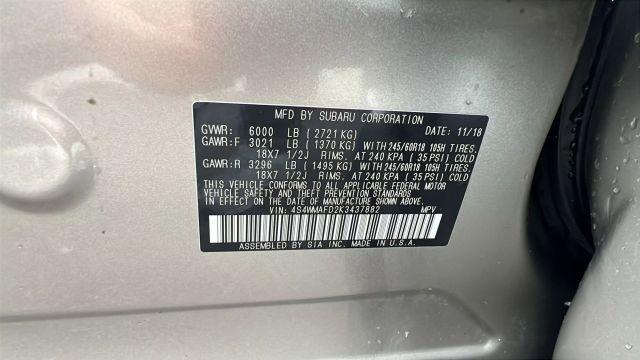 MFD BY SUBARU CORPORATION
GVWR: 6000 LB (2721 KG) DATE: 11/18
GAWR:F 3021 LB (1370 KG) WITH 245/60R18 105H TIRES.
18X7 1/2J RIMS. AT 240 KPA (35 PSI) COLD
GAWR:R 3296 LB (1495 KG) WITH 245/60R18 105H TIRES.
18X7 1/2J RIMS. AT 240 KPA (35 PSI) COLD
THIS VEHICLE CONFORMS TO ALL APPLICABLE FEDERAL MOTOR
VEHICLE SAFETY AND THEFT PREVENTION STANDARDS IN
EFFECT ON THE DATE OF MANUFACTURE SHOWN ABOVE.
VIN: 4S4WMAFD2K3437882 MPV
ASSEMBLED BY SIA INC. MADE IN U.S.A.